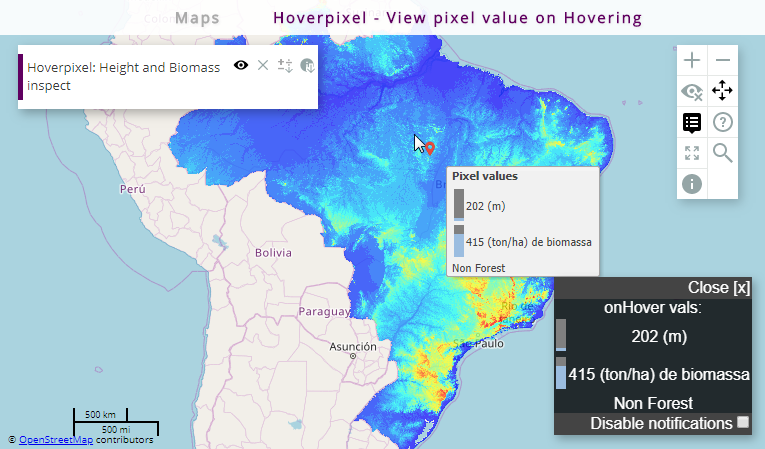 Maps
Hoverpixel - View pixel value on Hovering
Hoverpixel: Height and Biomass
inspect
Perú
Bolivia
Paraguay
Asunción
São Paulo
Pixel values
202 (m)
415 (ton/ha) de biomassa
Non Forest
Close [x]
onHover vals:
202 (m)
415 (ton/ha) de biomassa
Non Forest
Disable notifications
500 km
500 mi
© OpenStreetMap contributors